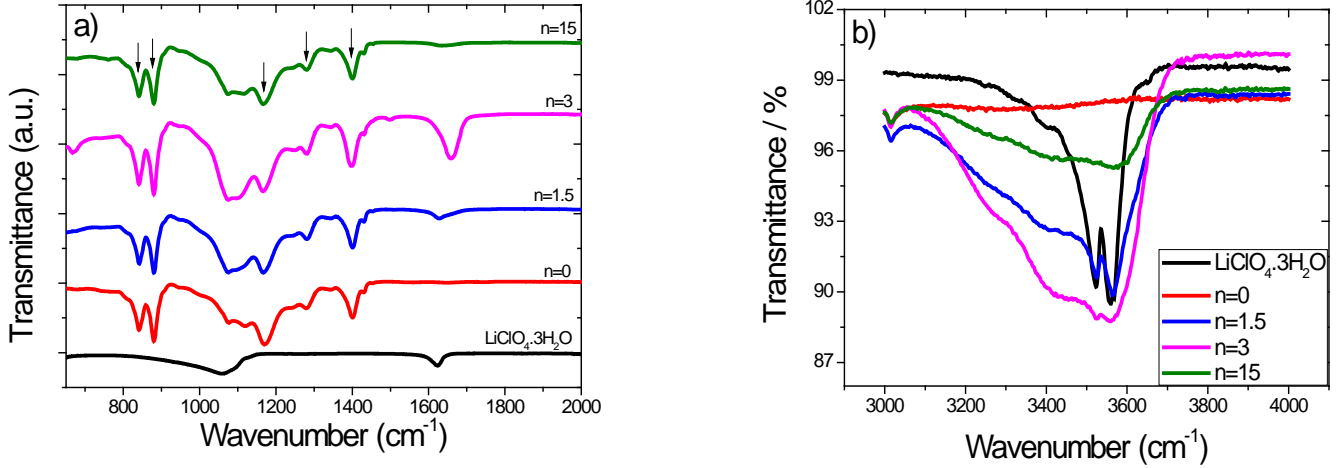 a)
n=15
n=3
n=1.5
n=0
LiClO₄.3H₂O
Transmittance (a.u.)
800 1000 1200 1400 1600 1800 2000
Wavenumber (cm⁻¹)
b)
102
99
96
93
90
87
Transmittance / %
LiClO₄.3H₂O
n=0
n=1.5
n=3
n=15
3000 3200 3400 3600 3800 4000
Wavenumber (cm⁻¹)